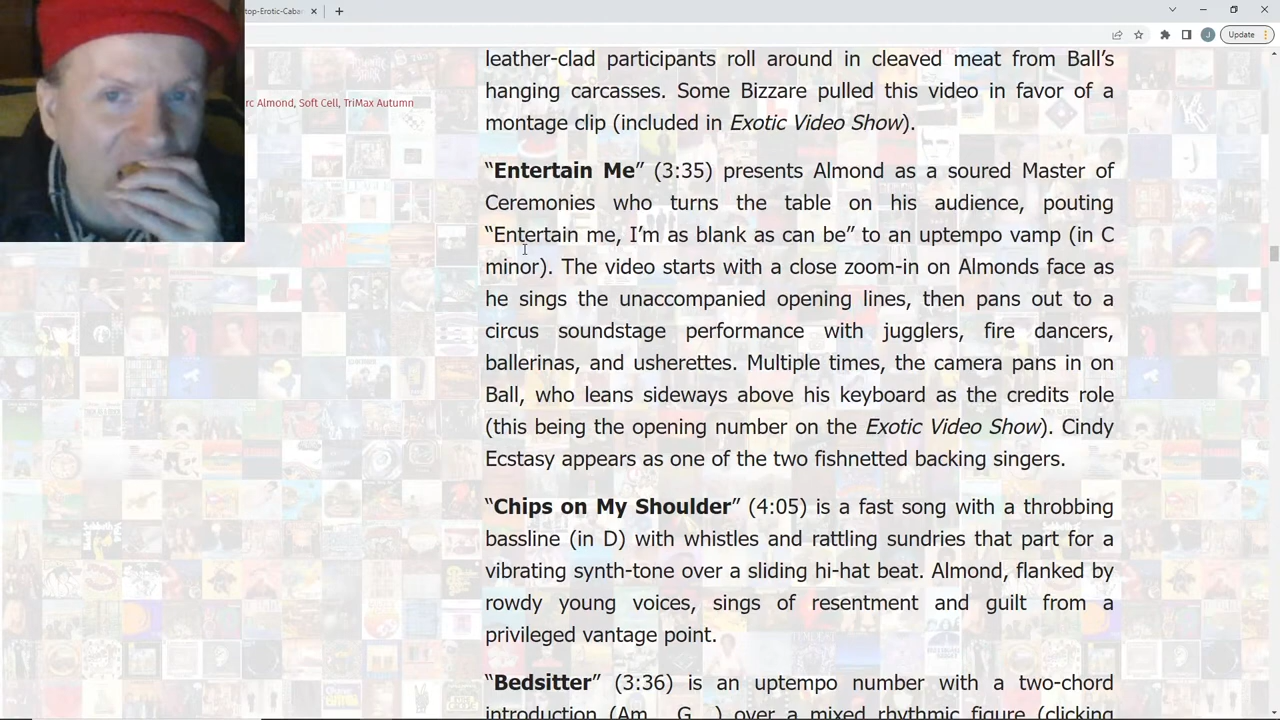 top-Erotic-Caba
Update
J
rc Almond, Soft Cell, TriMax Autumn
leather-clad participants roll around in cleaved meat from Ball’s
hanging carcasses. Some Bizzare pulled this video in favor of a
montage clip (included in Exotic Video Show).
“Entertain Me” (3:35) presents Almond as a soured Master of
Ceremonies who turns the table on his audience, pouting
“Entertain me, I’m as blank as can be” to an uptempo vamp (in C
minor). The video starts with a close zoom-in on Almonds face as
he sings the unaccompanied opening lines, then pans out to a
circus soundstage performance with jugglers, fire dancers,
ballerinas, and usherettes. Multiple times, the camera pans in on
Ball, who leans sideways above his keyboard as the credits role
(this being the opening number on the Exotic Video Show). Cindy
Ecstasy appears as one of the two fishnetted backing singers.
“Chips on My Shoulder” (4:05) is a fast song with a throbbing
bassline (in D) with whistles and rattling sundries that part for a
vibrating synth-tone over a sliding hi-hat beat. Almond, flanked by
rowdy young voices, sings of resentment and guilt from a
privileged vantage point.
“Bedsitter” (3:36) is an uptempo number with a two-chord
introduction (Am… G…) over a mixed rhythmic figure (clicking